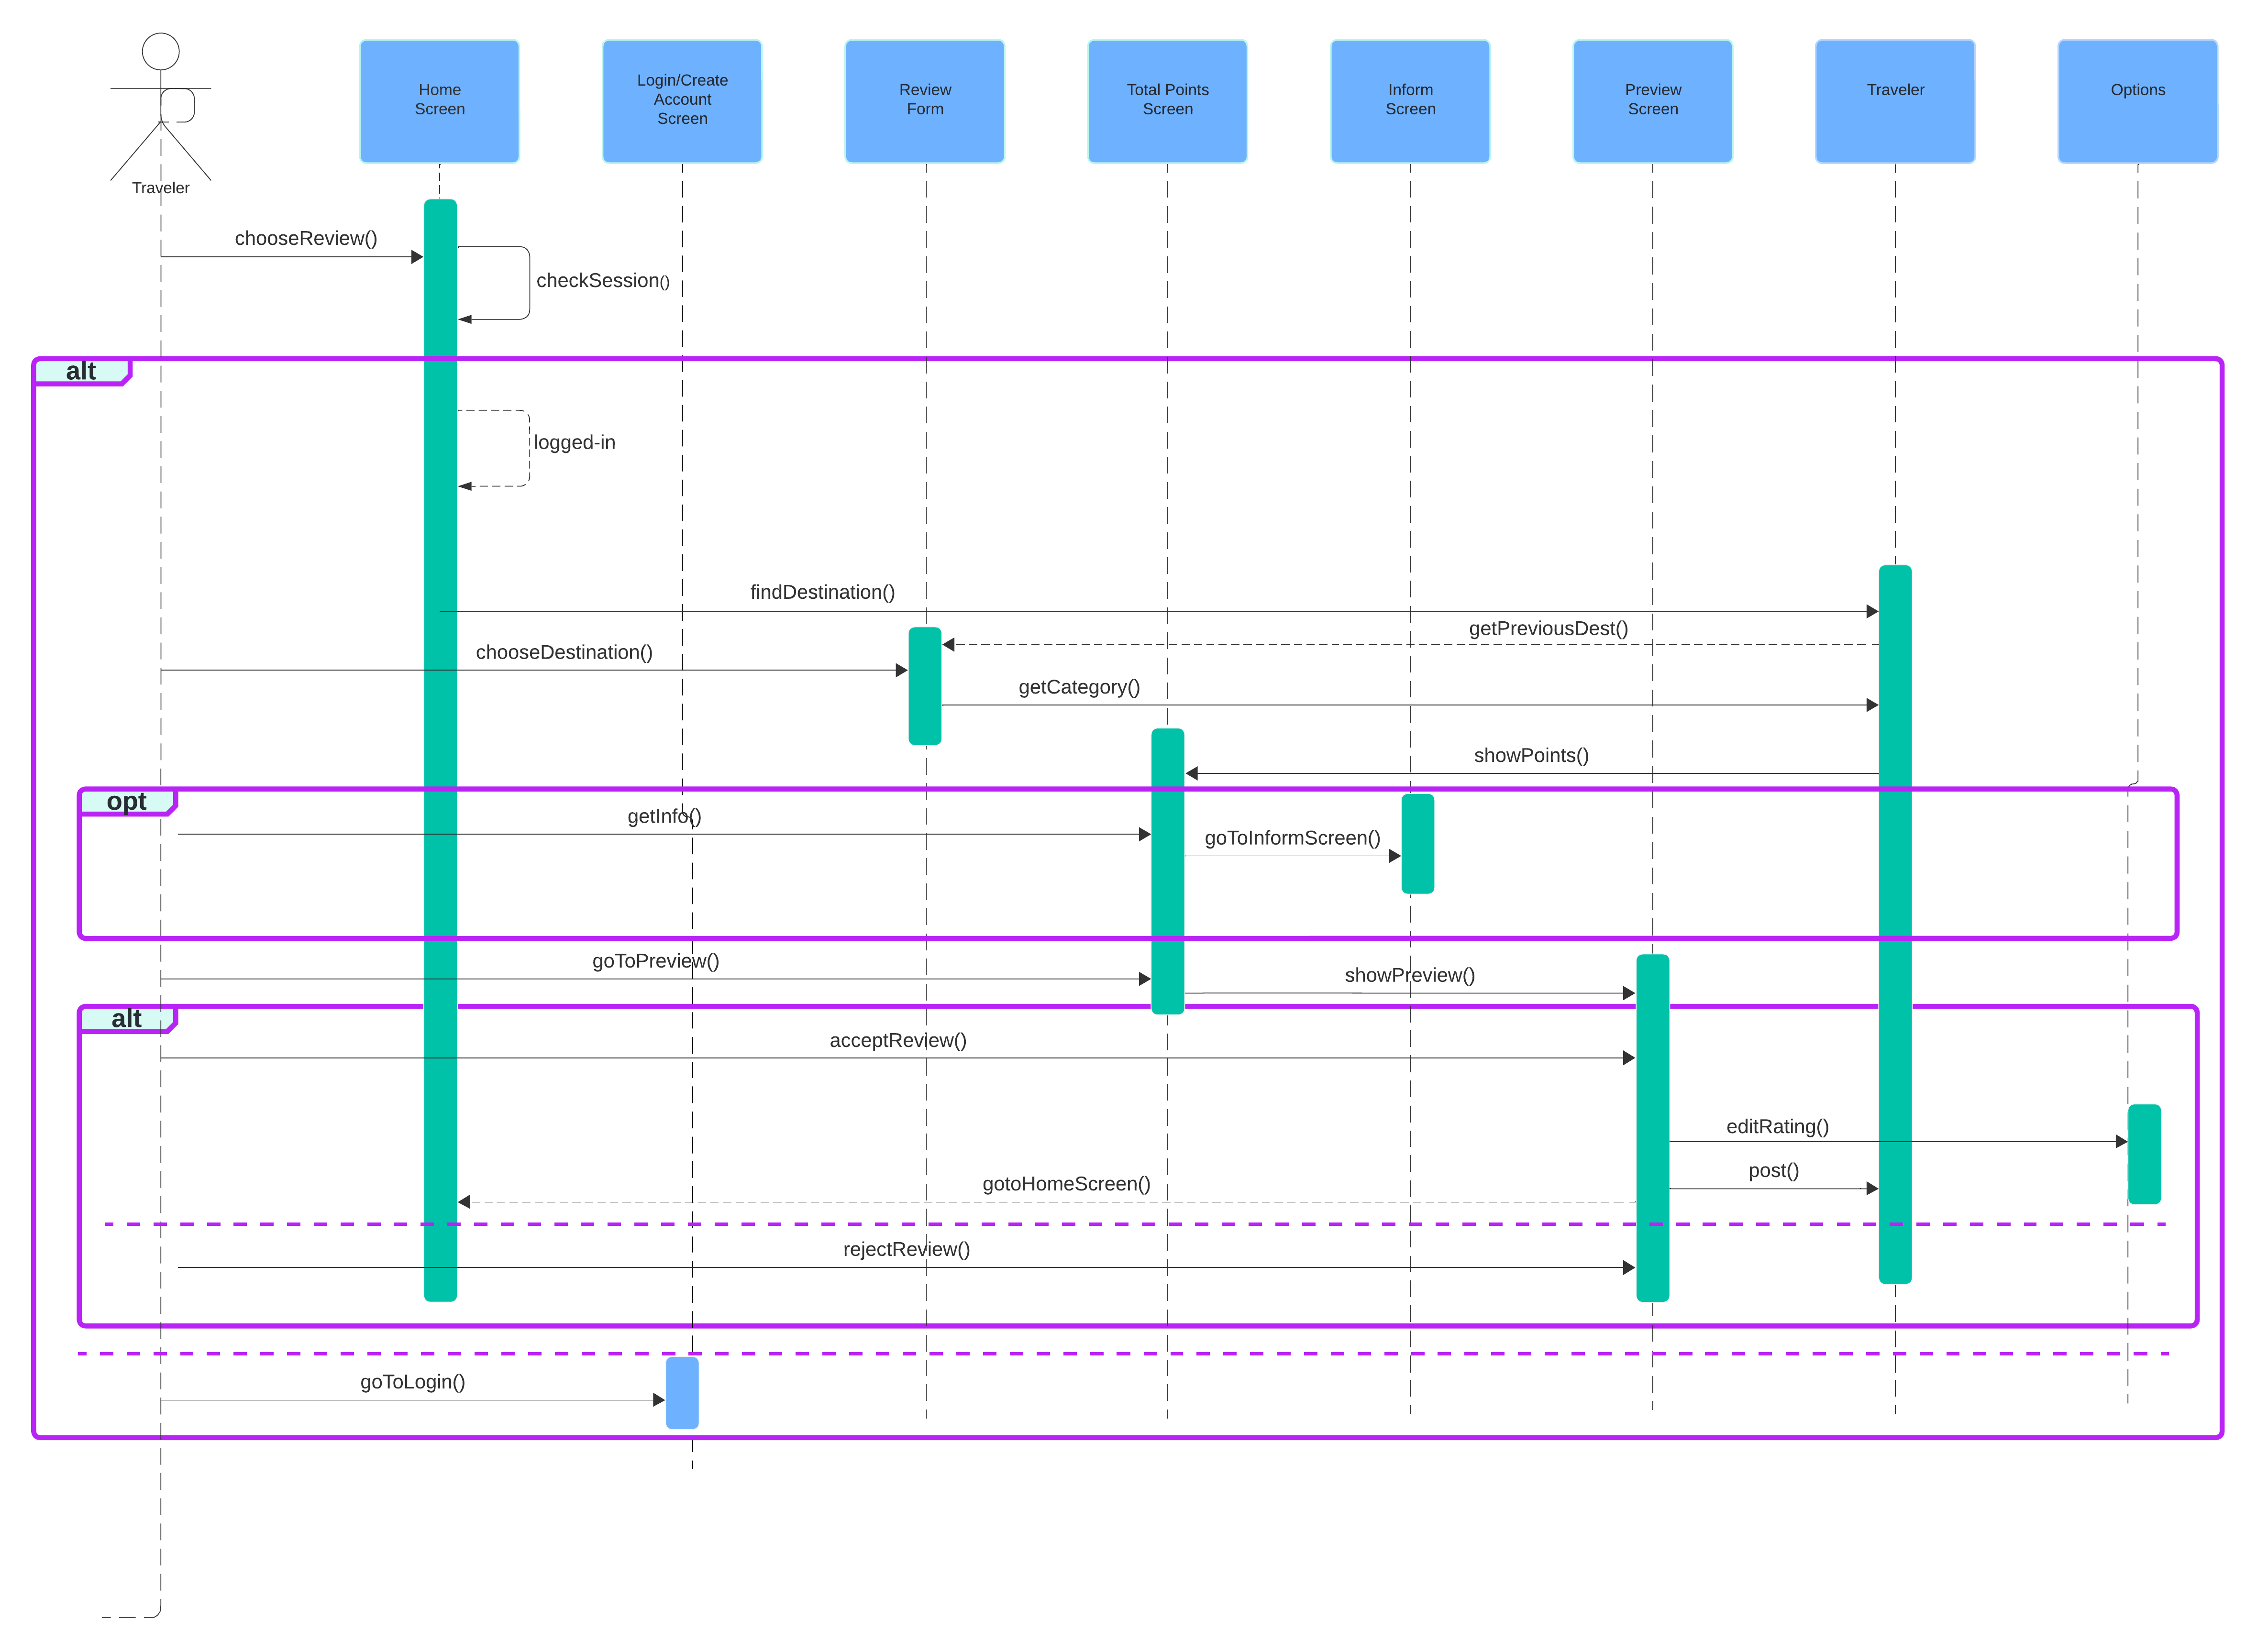 Home
Screen
Login/Create
Account
Screen
Review
Form
Total Points
Screen
Inform
Screen
Preview
Screen
Traveler
Options
Traveler
chooseReview()
checkSession()
alt
logged-in
findDestination()
getPreviousDest()
chooseDestination()
getCategory()
showPoints()
opt
getInfo()
goToInformScreen()
goToPreview()
showPreview()
alt
acceptReview()
editRating()
post()
gotoHomeScreen()
rejectReview()
goToLogin()